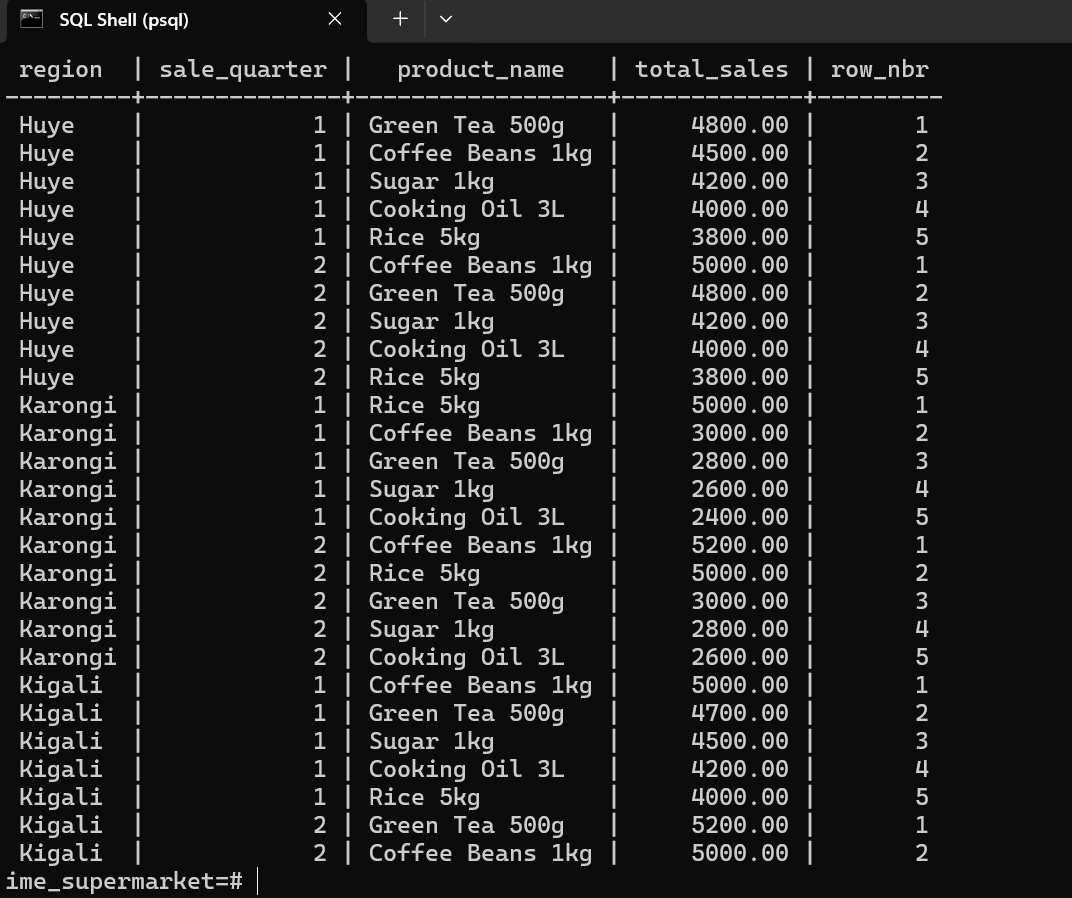 SQL Shell (psql)
 region  | sale_quarter |   product_name   | total_sales | row_nbr
---------+--------------+------------------+-------------+---------
 Huye    |            1 | Green Tea 500g   |     4800.00 |       1
 Huye    |            1 | Coffee Beans 1kg |     4500.00 |       2
 Huye    |            1 | Sugar 1kg        |     4200.00 |       3
 Huye    |            1 | Cooking Oil 3L   |     4000.00 |       4
 Huye    |            1 | Rice 5kg         |     3800.00 |       5
 Huye    |            2 | Coffee Beans 1kg |     5000.00 |       1
 Huye    |            2 | Green Tea 500g   |     4800.00 |       2
 Huye    |            2 | Sugar 1kg        |     4200.00 |       3
 Huye    |            2 | Cooking Oil 3L   |     4000.00 |       4
 Huye    |            2 | Rice 5kg         |     3800.00 |       5
 Karongi |            1 | Rice 5kg         |     5000.00 |       1
 Karongi |            1 | Coffee Beans 1kg |     3000.00 |       2
 Karongi |            1 | Green Tea 500g   |     2800.00 |       3
 Karongi |            1 | Sugar 1kg        |     2600.00 |       4
 Karongi |            1 | Cooking Oil 3L   |     2400.00 |       5
 Karongi |            2 | Coffee Beans 1kg |     5200.00 |       1
 Karongi |            2 | Rice 5kg         |     5000.00 |       2
 Karongi |            2 | Green Tea 500g   |     3000.00 |       3
 Karongi |            2 | Sugar 1kg        |     2800.00 |       4
 Karongi |            2 | Cooking Oil 3L   |     2600.00 |       5
 Kigali  |            1 | Coffee Beans 1kg |     5000.00 |       1
 Kigali  |            1 | Green Tea 500g   |     4700.00 |       2
 Kigali  |            1 | Sugar 1kg        |     4500.00 |       3
 Kigali  |            1 | Cooking Oil 3L   |     4200.00 |       4
 Kigali  |            1 | Rice 5kg         |     4000.00 |       5
 Kigali  |            2 | Green Tea 500g   |     5200.00 |       1
 Kigali  |            2 | Coffee Beans 1kg |     5000.00 |       2
ime_supermarket=#